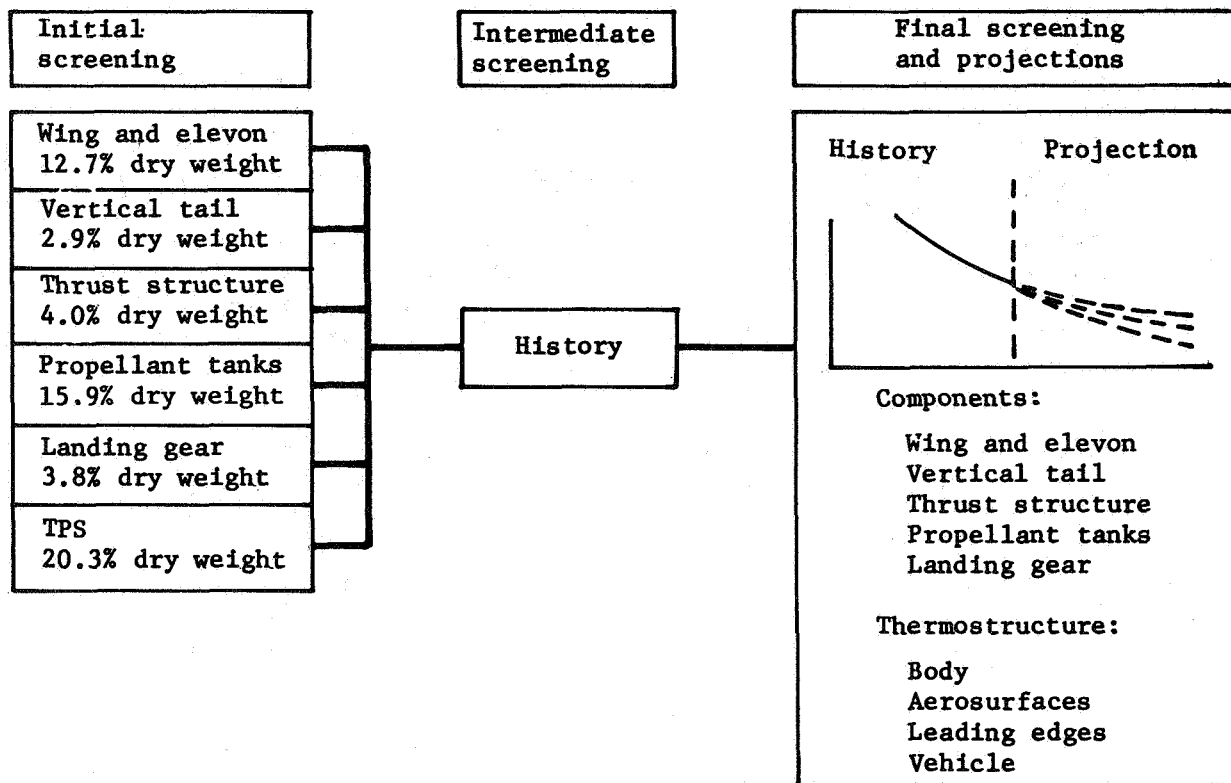 Initial
screening
Intermediate
screening
Final screening
and projections
Wing and elevon
12.7% dry weight
Vertical tail
2.9% dry weight
Thrust structure
4.0% dry weight
Propellant tanks
15.9% dry weight
Landing gear
3.8% dry weight
TPS
20.3% dry weight
History
History Projection
Components:
Wing and elevon
Vertical tail
Thrust structure
Propellant tanks
Landing gear
Thermostructure:
Body
Aerosurfaces
Leading edges
Vehicle